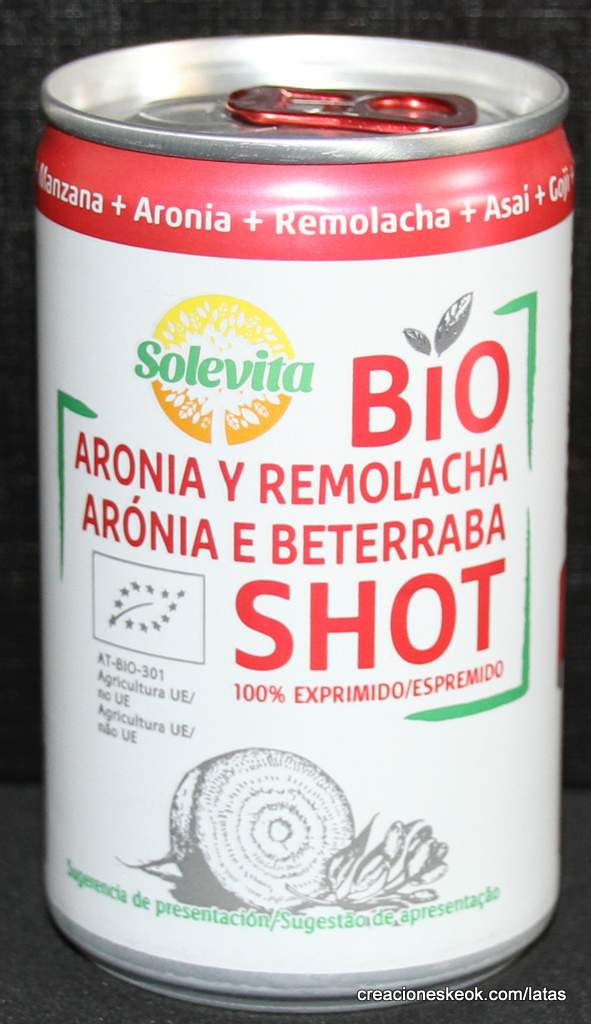 Manzana + Aronia + Remolacha + Asai + Goji
Solevita
BiO
ARONIA Y REMOLACHA
ARÓNIA E BETERRABA
SHOT
100% EXPRIMIDO/ESPREMIDO
AT-BIO-301
Agricultura UE/
no UE
Agricultura UE/
não UE
Sugerencia de presentación/Sugestão de apresentação
creacioneskeok.com/latas